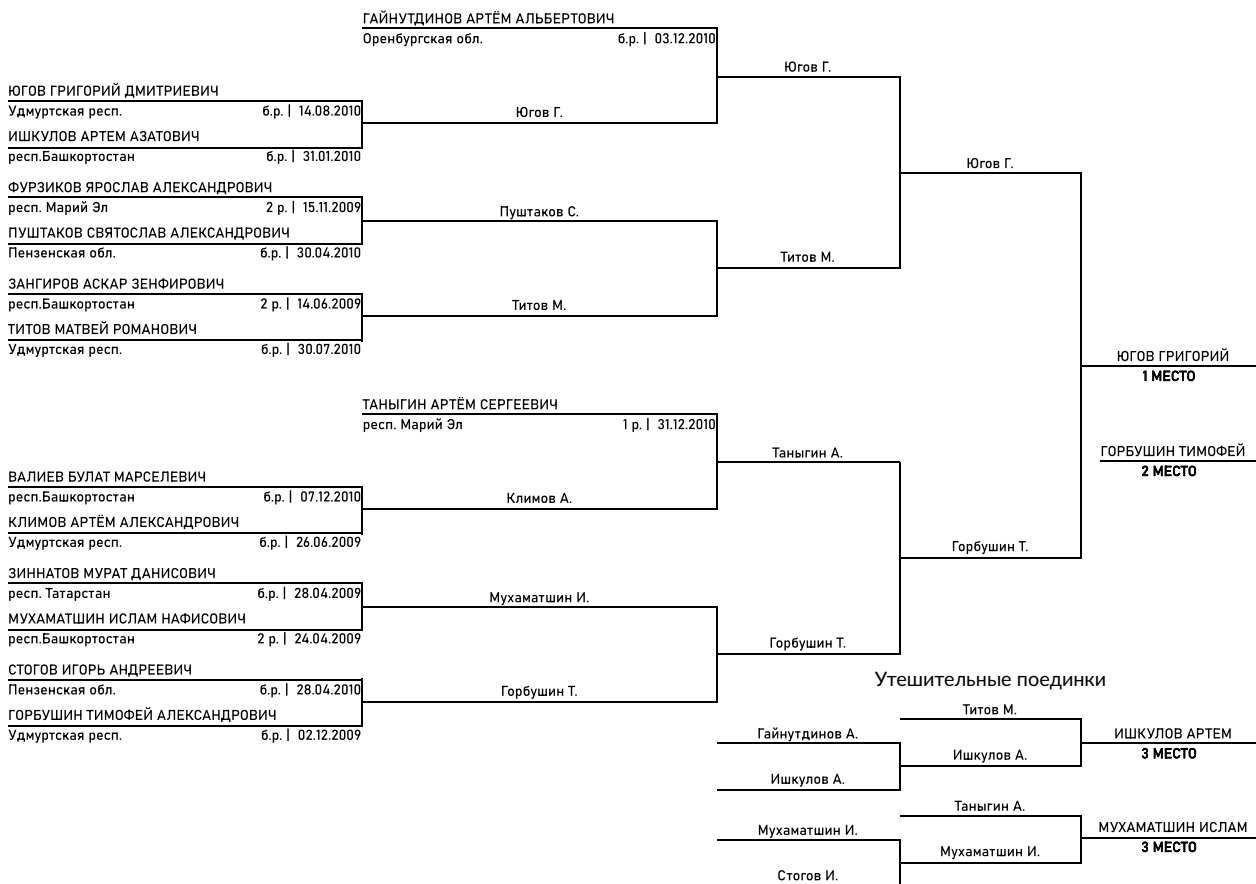 ГАЙНУТДИНОВ АРТЁМ АЛЬБЕРТОВИЧ
Оренбургская обл. б.р. | 03.12.2010
Югов Г.
ЮГОВ ГРИГОРИЙ ДМИТРИЕВИЧ
Удмуртская респ. б.р. | 14.08.2010
Югов Г.
ИШКУЛОВ АРТЕМ АЗАТОВИЧ
респ.Башкортостан б.р. | 31.01.2010
Югов Г.
ФУРЗИКОВ ЯРОСЛАВ АЛЕКСАНДРОВИЧ
респ. Марий Эл 2 р. | 15.11.2009
Пуштаков С.
ПУШТАКОВ СВЯТОСЛАВ АЛЕКСАНДРОВИЧ
Пензенская обл. б.р. | 30.04.2010
Титов М.
ЗАНГИРОВ АСКАР ЗЕНФИРОВИЧ
респ.Башкортостан 2 р. | 14.06.2009
Титов М.
ТИТОВ МАТВЕЙ РОМАНОВИЧ
Удмуртская респ. б.р. | 30.07.2010
ЮГОВ ГРИГОРИЙ
1 МЕСТО
ТАНЫГИН АРТЁМ СЕРГЕЕВИЧ
респ. Марий Эл 1 р. | 31.12.2010
Таныгин А.
ГОРБУШИН ТИМОФЕЙ
2 МЕСТО
ВАЛИЕВ БУЛАТ МАРСЕЛЕВИЧ
респ.Башкортостан б.р. | 07.12.2010
Климов А.
КЛИМОВ АРТЁМ АЛЕКСАНДРОВИЧ
Удмуртская респ. б.р. | 26.06.2009
Горбушин Т.
ЗИННАТОВ МУРАТ ДАНИСОВИЧ
респ. Татарстан б.р. | 28.04.2009
Мухаматшин И.
МУХАМАТШИН ИСЛАМ НАФИСОВИЧ
респ.Башкортостан 2 р. | 24.04.2009
Горбушин Т.
СТОГОВ ИГОРЬ АНДРЕЕВИЧ
Пензенская обл. б.р. | 28.04.2010
Горбушин Т.
ГОРБУШИН ТИМОФЕЙ АЛЕКСАНДРОВИЧ
Удмуртская респ. б.р. | 02.12.2009
Утешительные поединки
Титов М.
Гайнутдинов А.
ИШКУЛОВ АРТЕМ
3 МЕСТО
Ишкулов А.
Ишкулов А.
Таныгин А.
Мухаматшин И.
МУХАМАТШИН ИСЛАМ
3 МЕСТО
Мухаматшин И.
Стогов И.